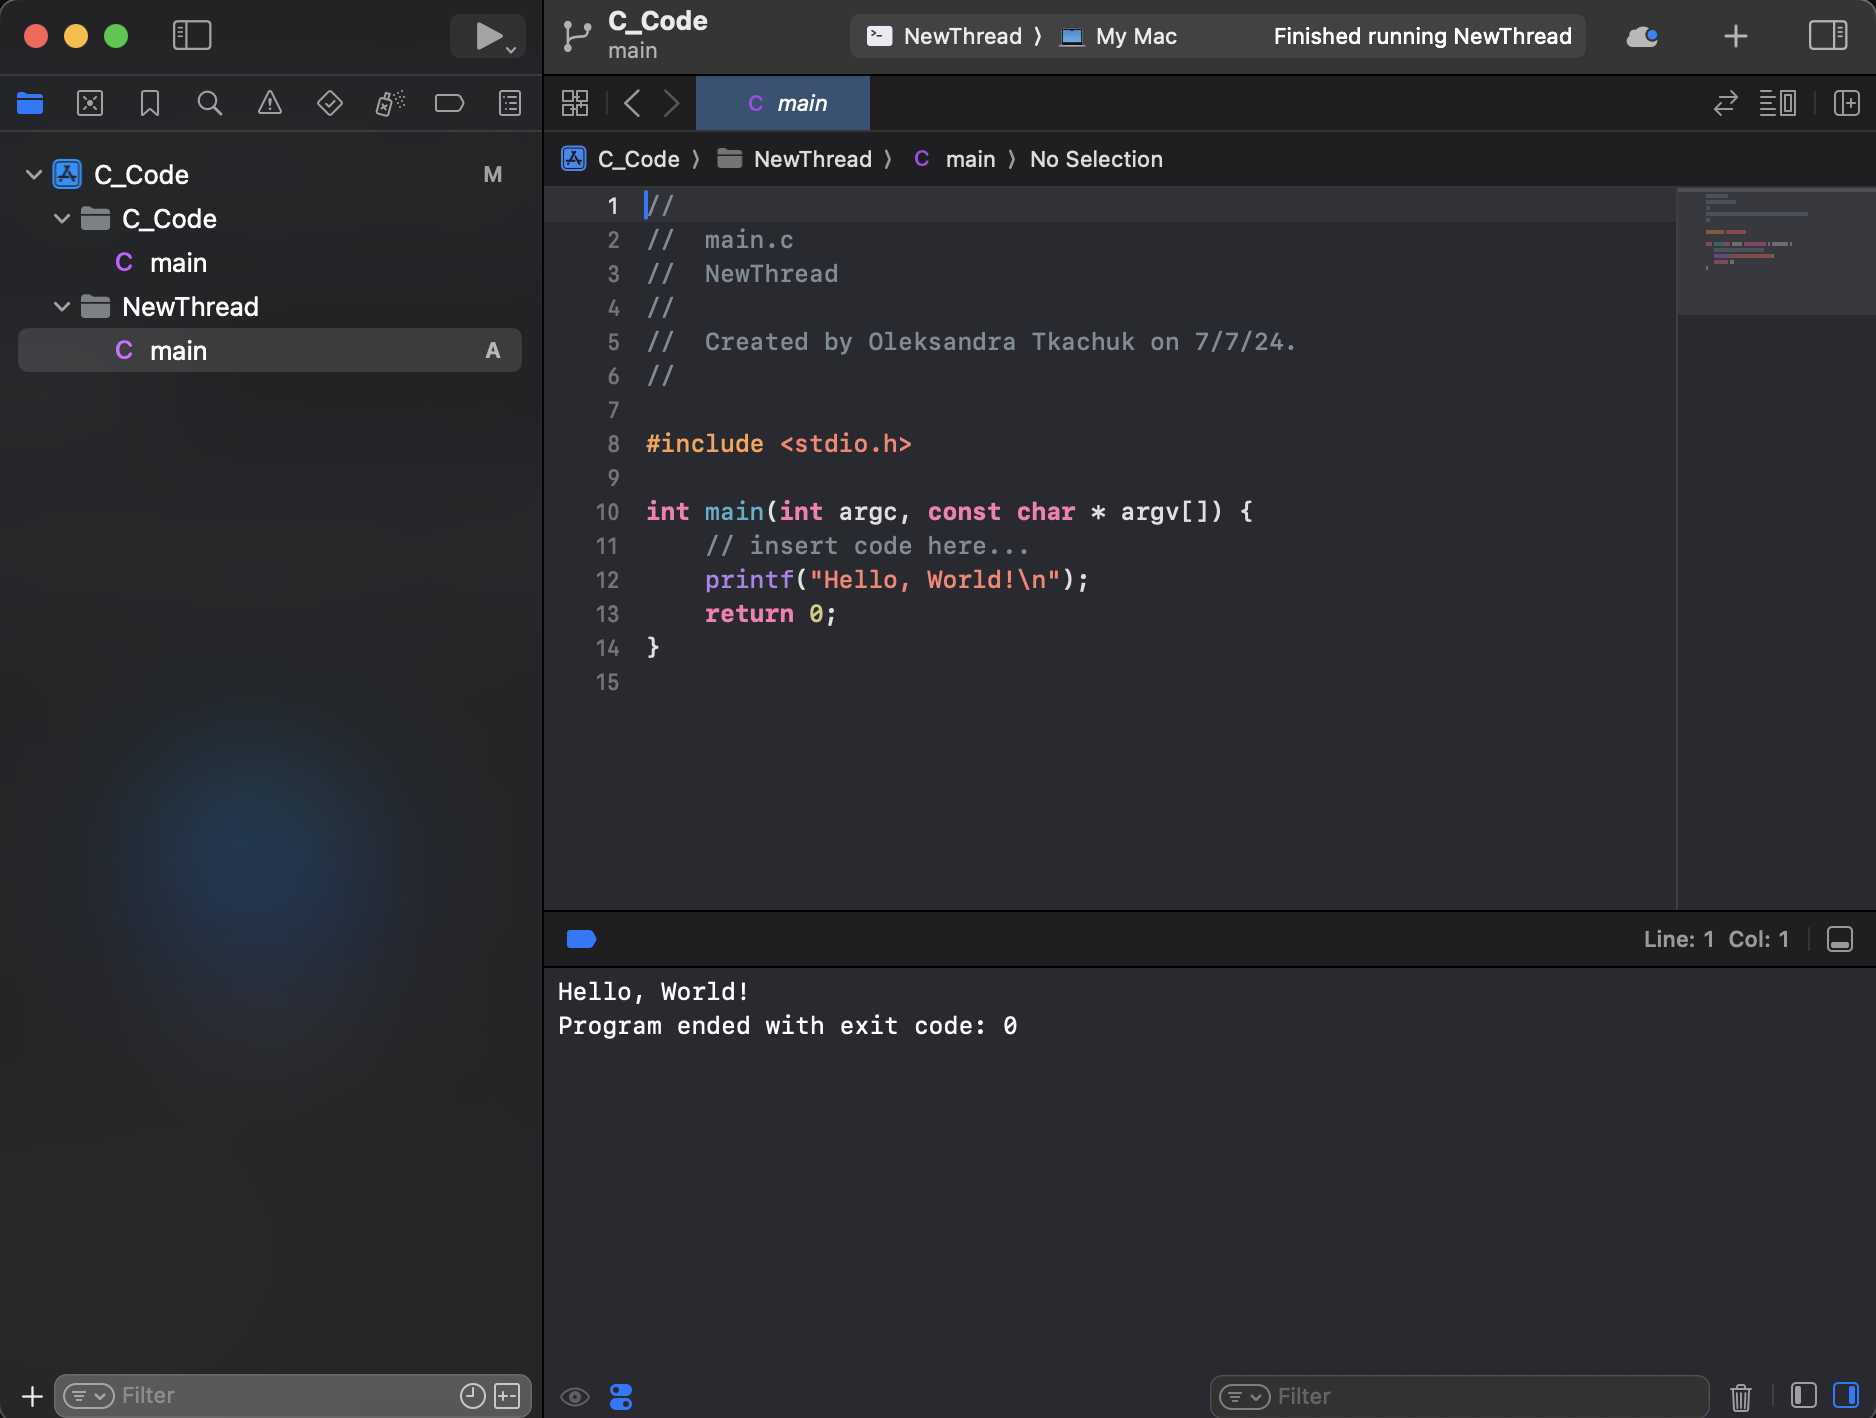 C_Code
main
NewThread ⟩ My Mac
Finished running NewThread
C main
C_Code M
C_Code
C main
NewThread
C main A
C_Code ⟩ NewThread ⟩ C main ⟩ No Selection
1 //
2 //  main.c
3 //  NewThread
4 //
5 //  Created by Oleksandra Tkachuk on 7/7/24.
6 //
7
8 #include <stdio.h>
9
10 int main(int argc, const char * argv[]) {
11     // insert code here...
12     printf("Hello, World!\n");
13     return 0;
14 }
15
Line: 1 Col: 1
Hello, World!
Program ended with exit code: 0
Filter
Filter